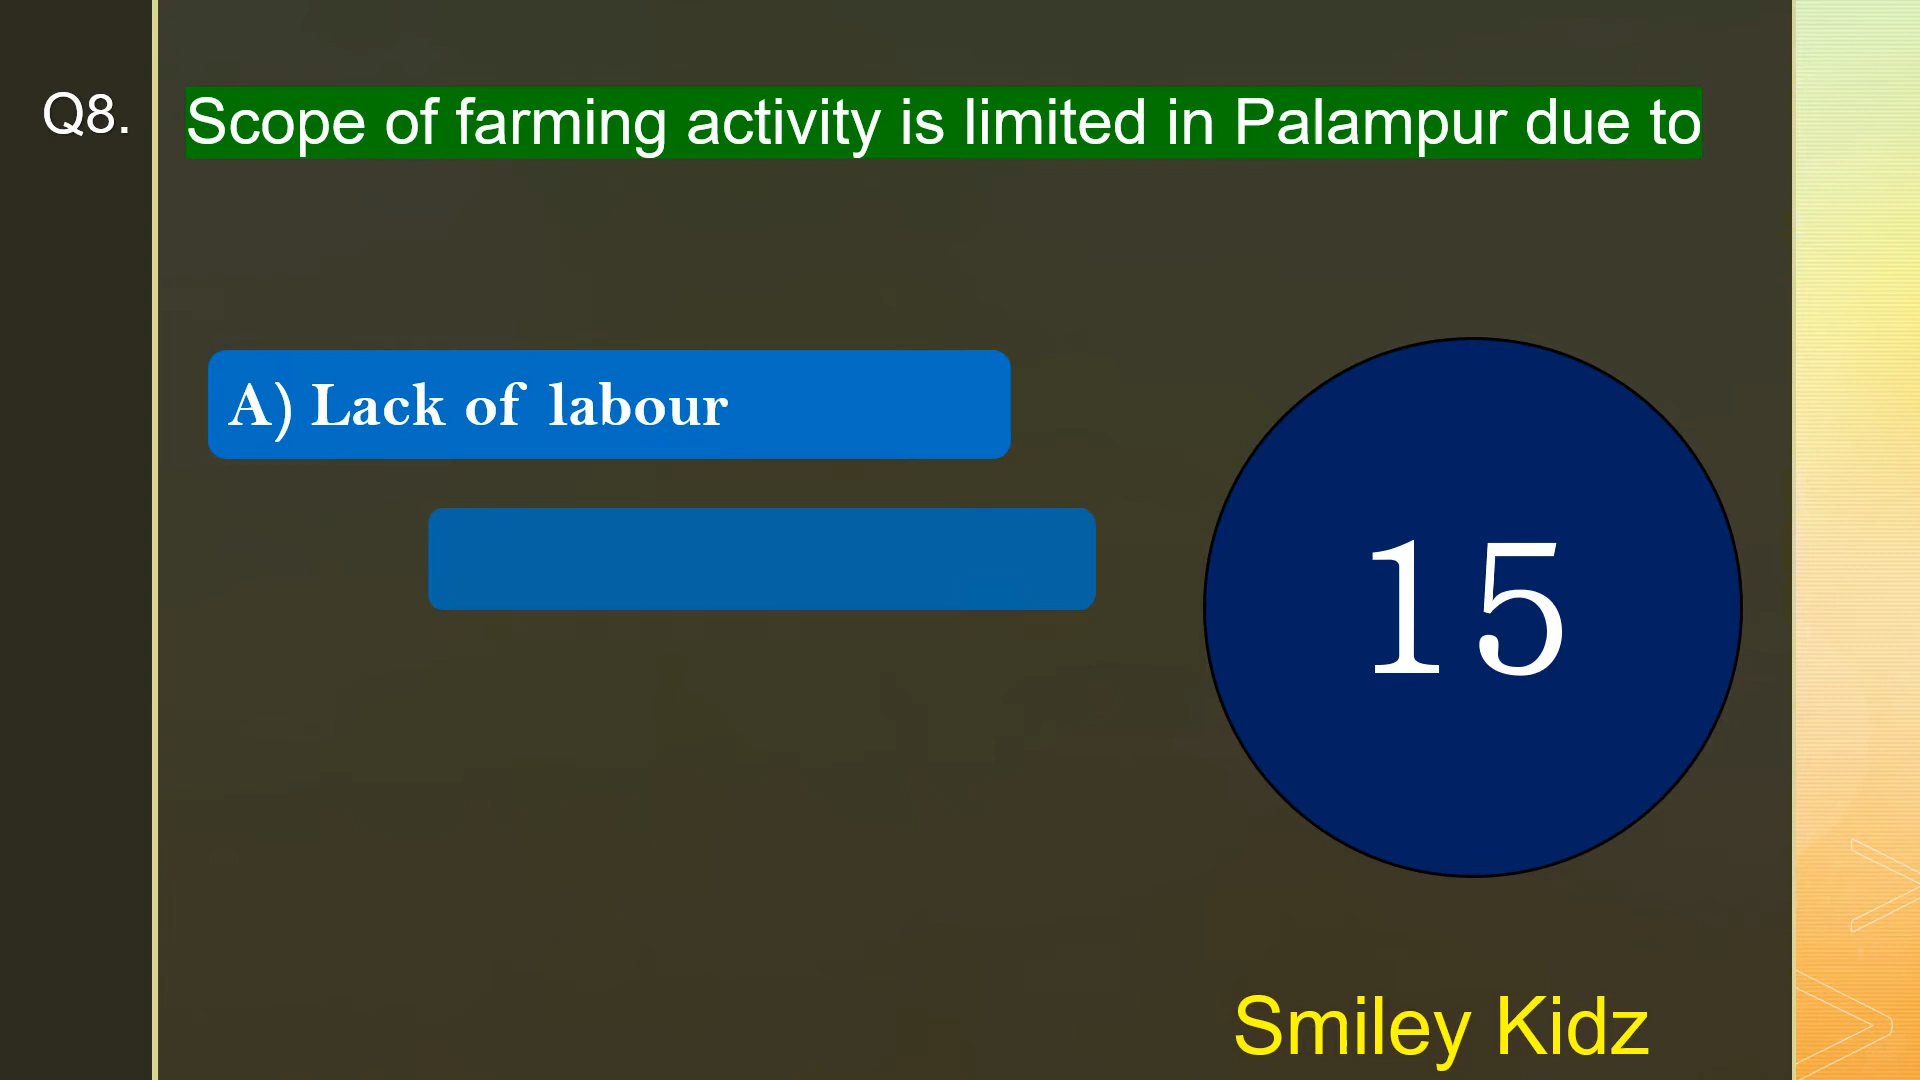 Q8.
Scope of farming activity is limited in Palampur due to
A) Lack of labour
15
Smiley Kidz